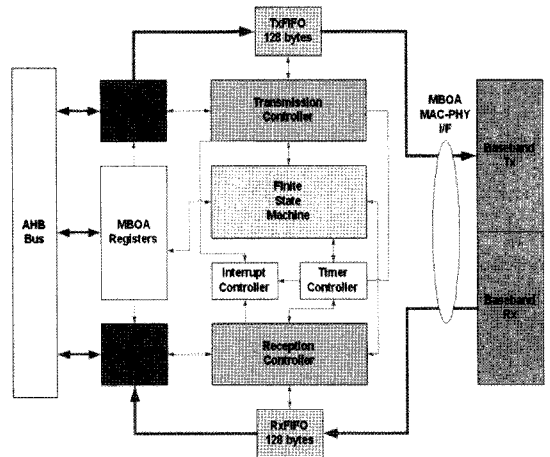 TxFIFO
128 bytes
Transmission
Controller
MBOA
MAC-PHY
I/F
Baseband
Tx
Finite
State
Machine
AHB
Bus
MBOA
Registers
Interrupt
Controller
Timer
Controller
Baseband
Rx
Reception
Controller
RxFIFO
128 bytes